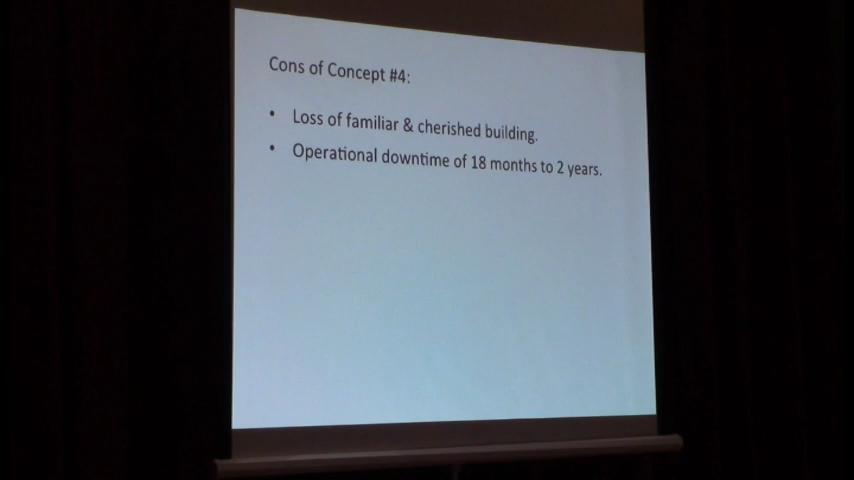 Cons of Concept #4:
• Loss of familiar & cherished building.
• Operational downtime of 18 months to 2 years.